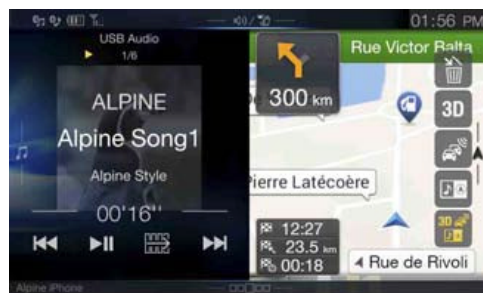 01:56 PM
USB Audio
1/6
ALPINE
Alpine Song1
Alpine Style
00'16"
Alpine iPhone
Rue Victor Balta
300 km
3D
Pierre Latécoère
12:27
23.5 km
00:18
Rue de Rivoli
3D